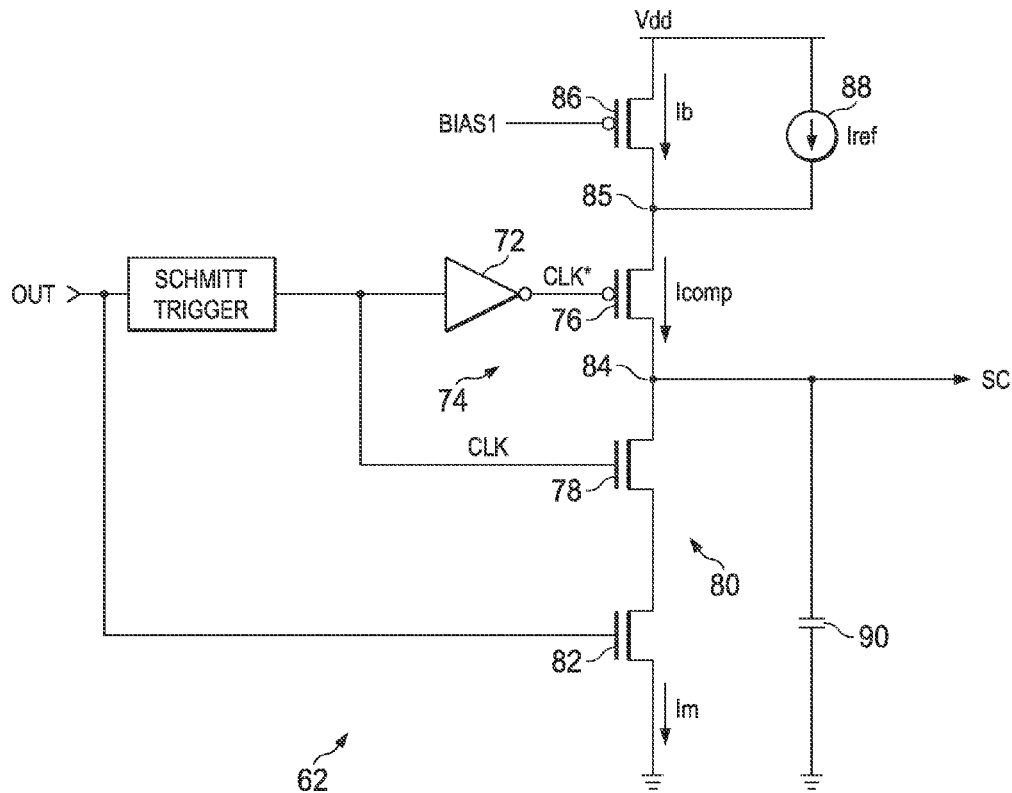 Vdd
86
Ib
88
BIAS1
Iref
85
72
OUT
SCHMITT
TRIGGER
CLK*
76
Icomp
74
84
SC
CLK
78
80
82
90
Im
62